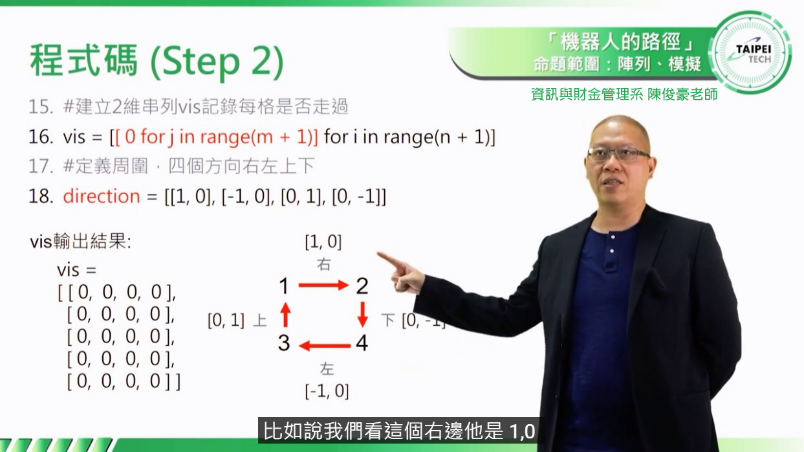 程式碼 (Step 2)
「機器人的路徑」
命題範圍：陣列、模擬
TAIPEI
TECH
資訊與財金管理系 陳俊豪老師
15. #建立2維串列vis記錄每格是否走過
16. vis = [[ 0 for j in range(m + 1)] for i in range(n + 1)]
17. #定義周圍，四個方向右左上下
18. direction = [[1, 0], [-1, 0], [0, 1], [0, -1]]
vis輸出結果:
vis =
[ [ 0, 0, 0, 0 ],
[ 0, 0, 0, 0 ],
[ 0, 0, 0, 0 ],
[ 0, 0, 0, 0 ],
[ 0, 0, 0, 0 ] ]
[1, 0]
右
1 2
[0, 1] 上 下 [0, -1]
3 4
左
[-1, 0]
比如說我們看這個右邊他是 1,0